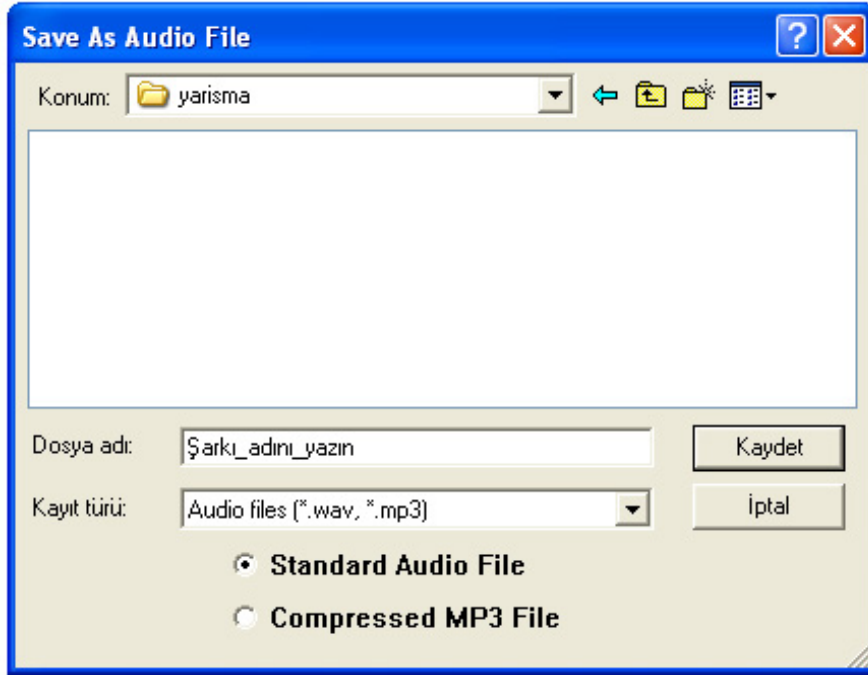 Save As Audio File
Konum: yarisma
Dosya adı: Şarkı_adını_yazın Kaydet
Kayıt türü: Audio files (*.wav, *.mp3) İptal
Standard Audio File
Compressed MP3 File